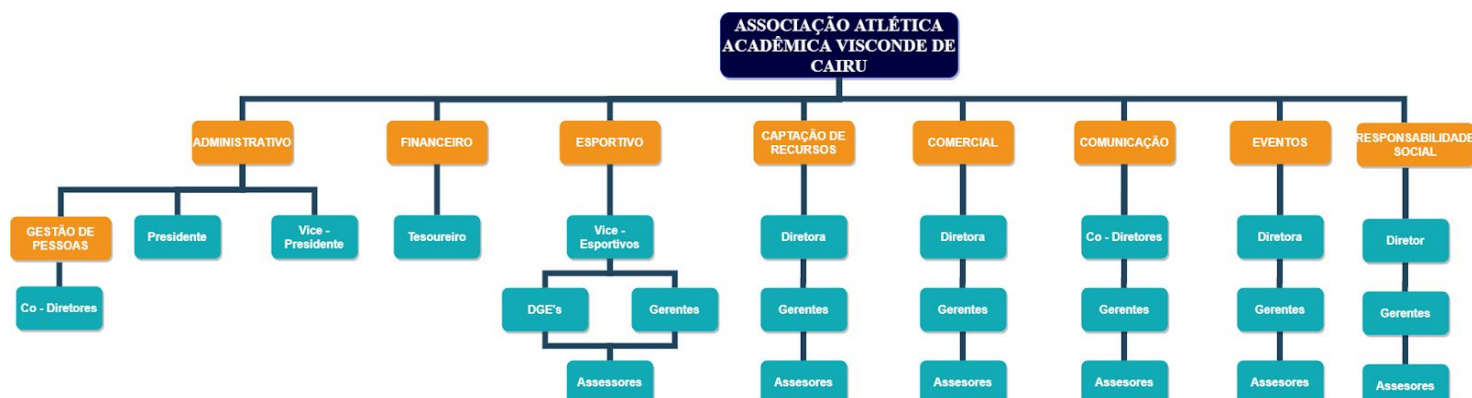 ASSOCIAÇÃO ATLÉTICA
ACADÊMICA VISCONDE DE
CAIRU
ADMINISTRATIVO
FINANCEIRO
ESPORTIVO
CAPTAÇÃO DE
RECURSOS
COMERCIAL
COMUNICAÇÃO
EVENTOS
RESPONSABILIDADE
SOCIAL
GESTÃO DE
PESSOAS
Presidente
Vice -
Presidente
Tesoureiro
Vice -
Esportivos
Diretora
Diretora
Co - Diretores
Diretora
Diretor
Co - Diretores
DGE's
Gerentes
Gerentes
Gerentes
Gerentes
Gerentes
Gerentes
Assessores
Assesores
Assesores
Assesores
Assesores
Assesores